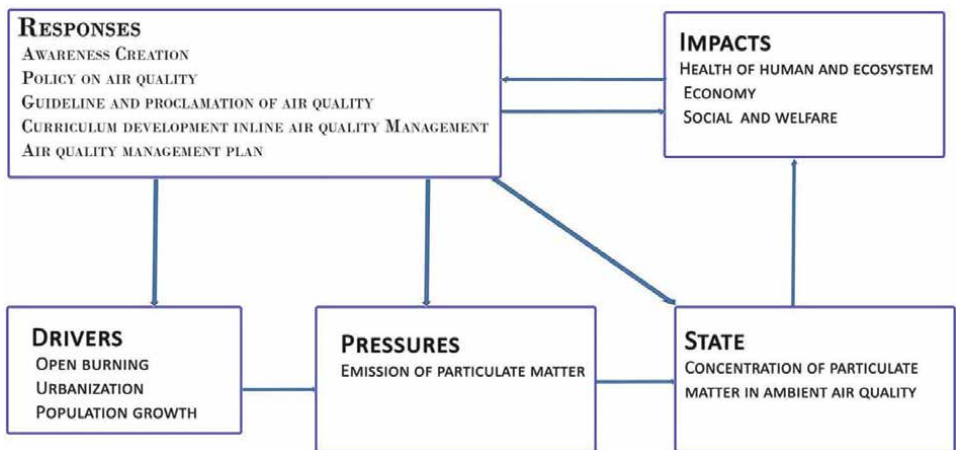 Responses
Awareness Creation
Policy on air quality
Guideline and proclamation of air quality
Curriculum development inline air quality Management
Air quality management plan
IMPACTS
HEALTH OF HUMAN AND ECOSYSTEM
ECONOMY
SOCIAL AND WELFARE
DRIVERS
OPEN BURNING
URBANIZATION
POPULATION GROWTH
PRESSURES
EMISSION OF PARTICULATE MATTER
STATE
CONCENTRATION OF PARTICULATE
MATTER IN AMBIENT AIR QUALITY